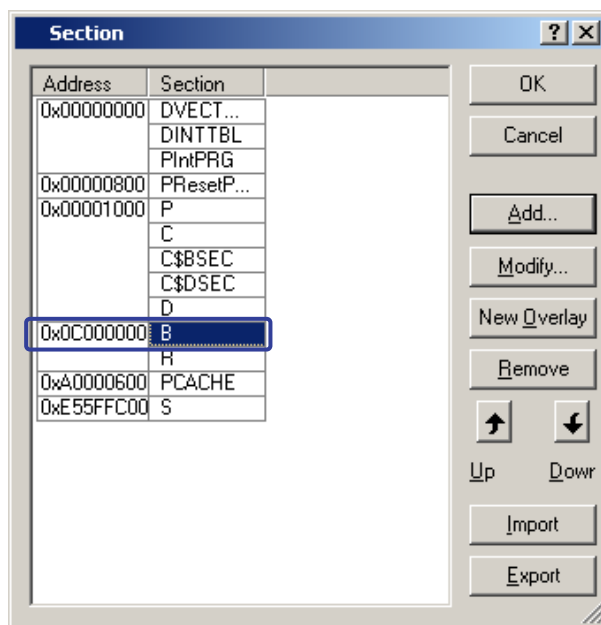 Section
Address Section
0x00000000 DVECT...
DINTTBL
PIntPRG
0x00000800 PResetP...
0x00001000 P
C
C$BSEC
C$DSEC
D
0x0C000000 B
R
0xA0000600 PCACHE
0xE55FFC00 S
OK
Cancel
Add...
Modify...
New Overlay
Remove
Up Down
Import
Export